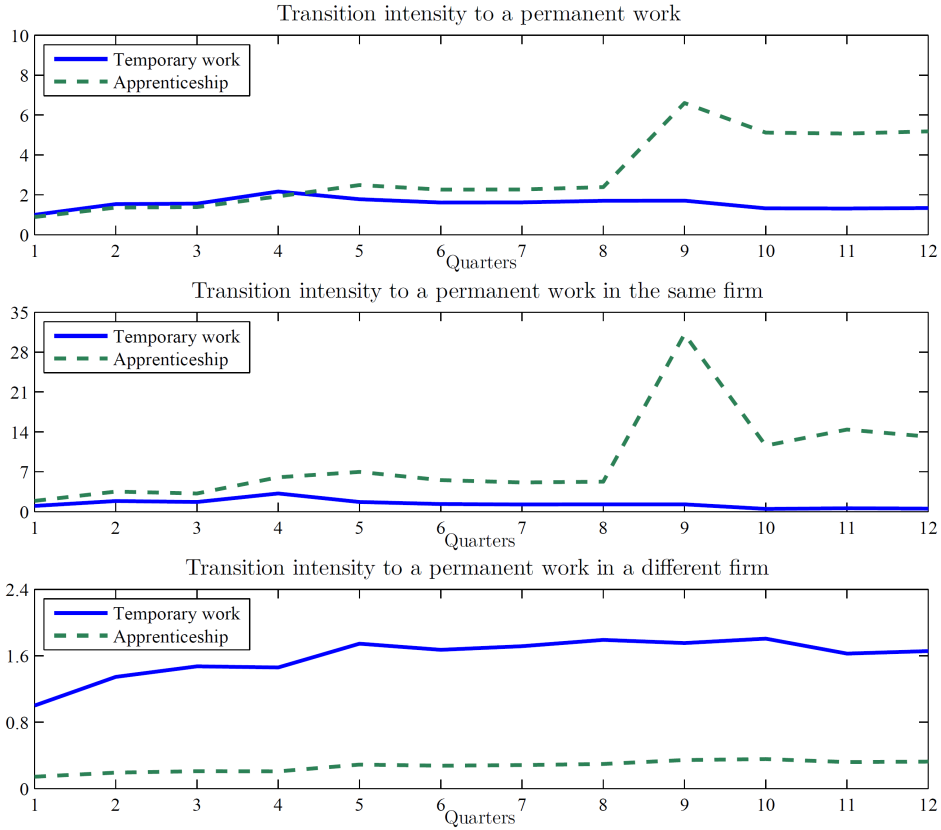 Transition intensity to a permanent work
10
8
6
4
2
0
Temporary work
Apprenticeship
1 2 3 4 5 6 7 8 9 10 11 12
Quarters
Transition intensity to a permanent work in the same firm
35
28
21
14
7
0
Temporary work
Apprenticeship
1 2 3 4 5 6 7 8 9 10 11 12
Quarters
Transition intensity to a permanent work in a different firm
2.4
1.6
0.8
0
Temporary work
Apprenticeship
1 2 3 4 5 6 7 8 9 10 11 12
Quarters